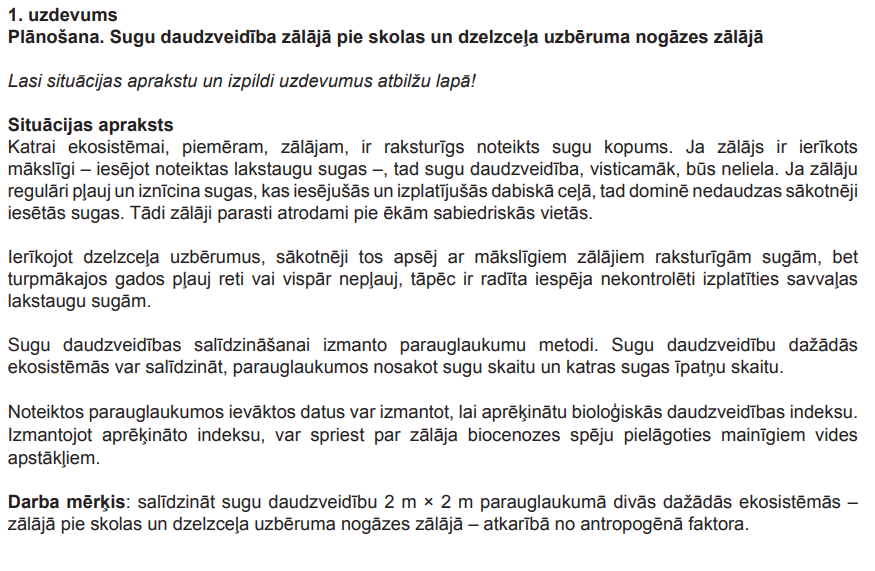 1. uzdevums
Plānošana. Sugu daudzveidība zālājā pie skolas un dzelzceļa uzbēruma nogāzes zālājā
Lasi situācijas aprakstu un izpildi uzdevumus atbilžu lapā!
Situācijas apraksts
Katrai ekosistēmai, piemēram, zālājam, ir raksturīgs noteikts sugu kopums. Ja zālājs ir ierīkots
mākslīgi – iesējot noteiktas lakstaugu sugas –, tad sugu daudzveidība, visticamāk, būs neliela. Ja zālāju
regulāri pļauj un iznīcina sugas, kas iesējušās un izplatījušās dabiskā ceļā, tad dominē nedaudzas sākotnēji
iesētās sugas. Tādi zālāji parasti atrodami pie ēkām sabiedriskās vietās.
Ierīkojot dzelzceļa uzbērumus, sākotnēji tos apsēj ar mākslīgiem zālājiem raksturīgām sugām, bet
turpmākajos gados pļauj reti vai vispār nepļauj, tāpēc ir radīta iespēja nekontrolēti izplatīties savvaļas
lakstaugu sugām.
Sugu daudzveidības salīdzināšanai izmanto parauglaukumu metodi. Sugu daudzveidību dažādās
ekosistēmās var salīdzināt, parauglaukumos nosakot sugu skaitu un katras sugas īpatņu skaitu.
Noteiktos parauglaukumos ievāktos datus var izmantot, lai aprēķinātu bioloģiskās daudzveidības indeksu.
Izmantojot aprēķināto indeksu, var spriest par zālāja biocenozes spēju pielāgoties mainīgiem vides
apstākļiem.
Darba mērķis: salīdzināt sugu daudzveidību 2 m × 2 m parauglaukumā divās dažādās ekosistēmās –
zālājā pie skolas un dzelzceļa uzbēruma nogāzes zālājā – atkarībā no antropogēnā faktora.